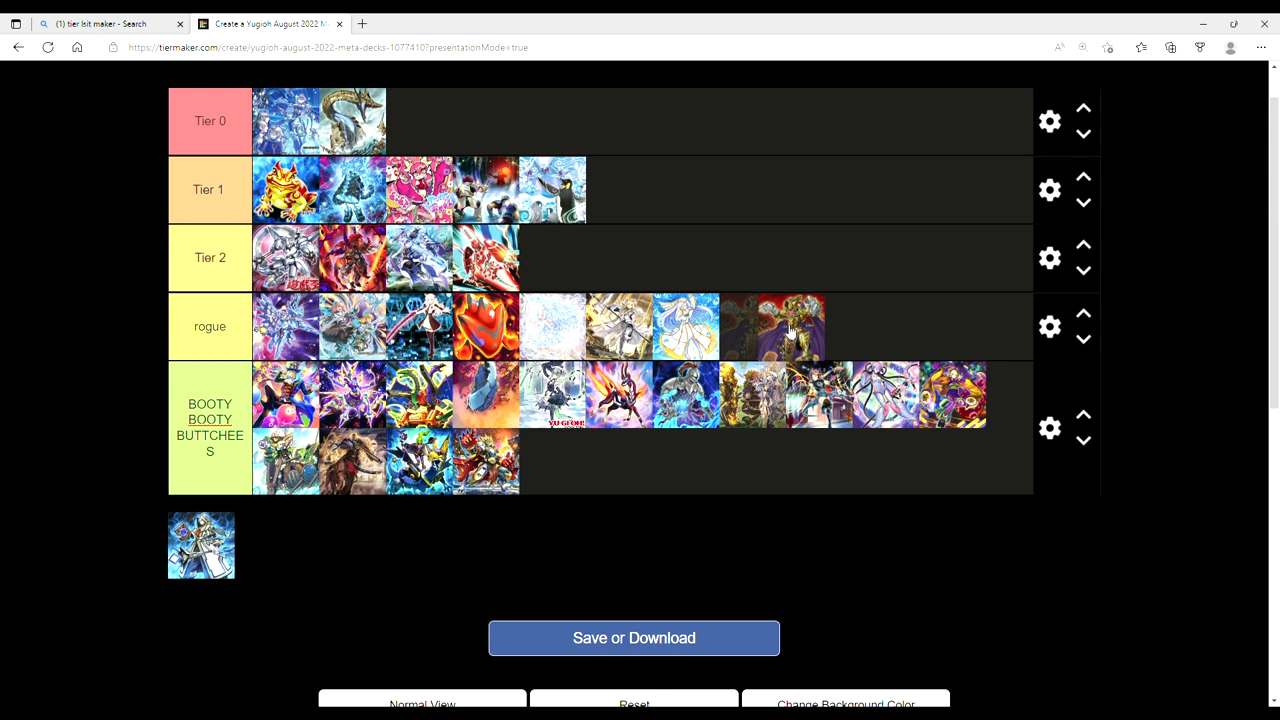 (1) tier lsit maker - Search
Create a Yugioh August 2022 M
https://tiermaker.com/create/yugioh-august-2022-meta-decks-1077410?presentationMode=true
Tier 0
Tier 1
Tier 2
rogue
BOOTY
BOOTY
BUTTCHEE
S
YU-GI-OH!
Save or Download
Normal View
Reset
Change Background Color